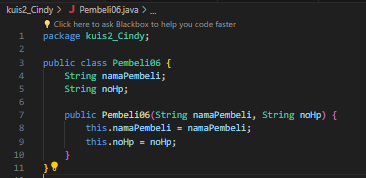 kuis2_Cindy > J Pembeli06.java > ...
Click here to ask Blackbox to help you code faster
1 package kuis2_Cindy;
2
3 public class Pembeli06 {
4 String namaPembeli;
5 String noHp;
6
7 public Pembeli06(String namaPembeli, String noHp) {
8 this.namaPembeli = namaPembeli;
9 this.noHp = noHp;
10 }
11 }